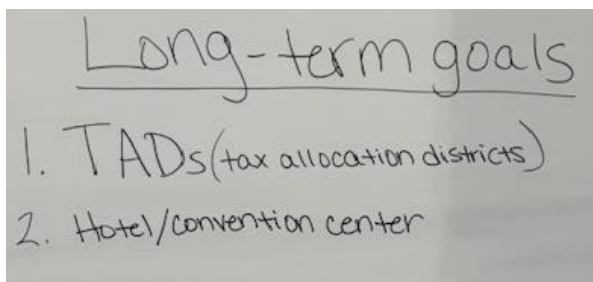 Long-term goals
1. TADs (tax allocation districts)
2. Hotel/convention center